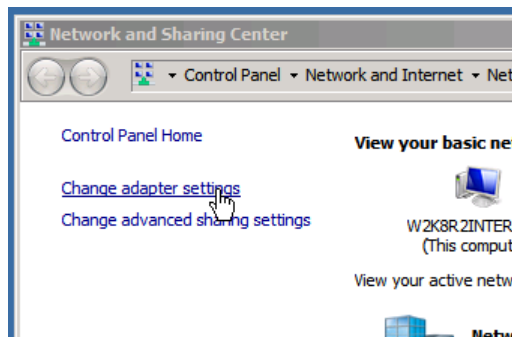 Network and Sharing Center
Control Panel Network and Internet Net
Control Panel Home
View your basic ne
Change adapter settings
Change advanced sharing settings
W2K8R2INTER
(This comput
View your active netw
Netw